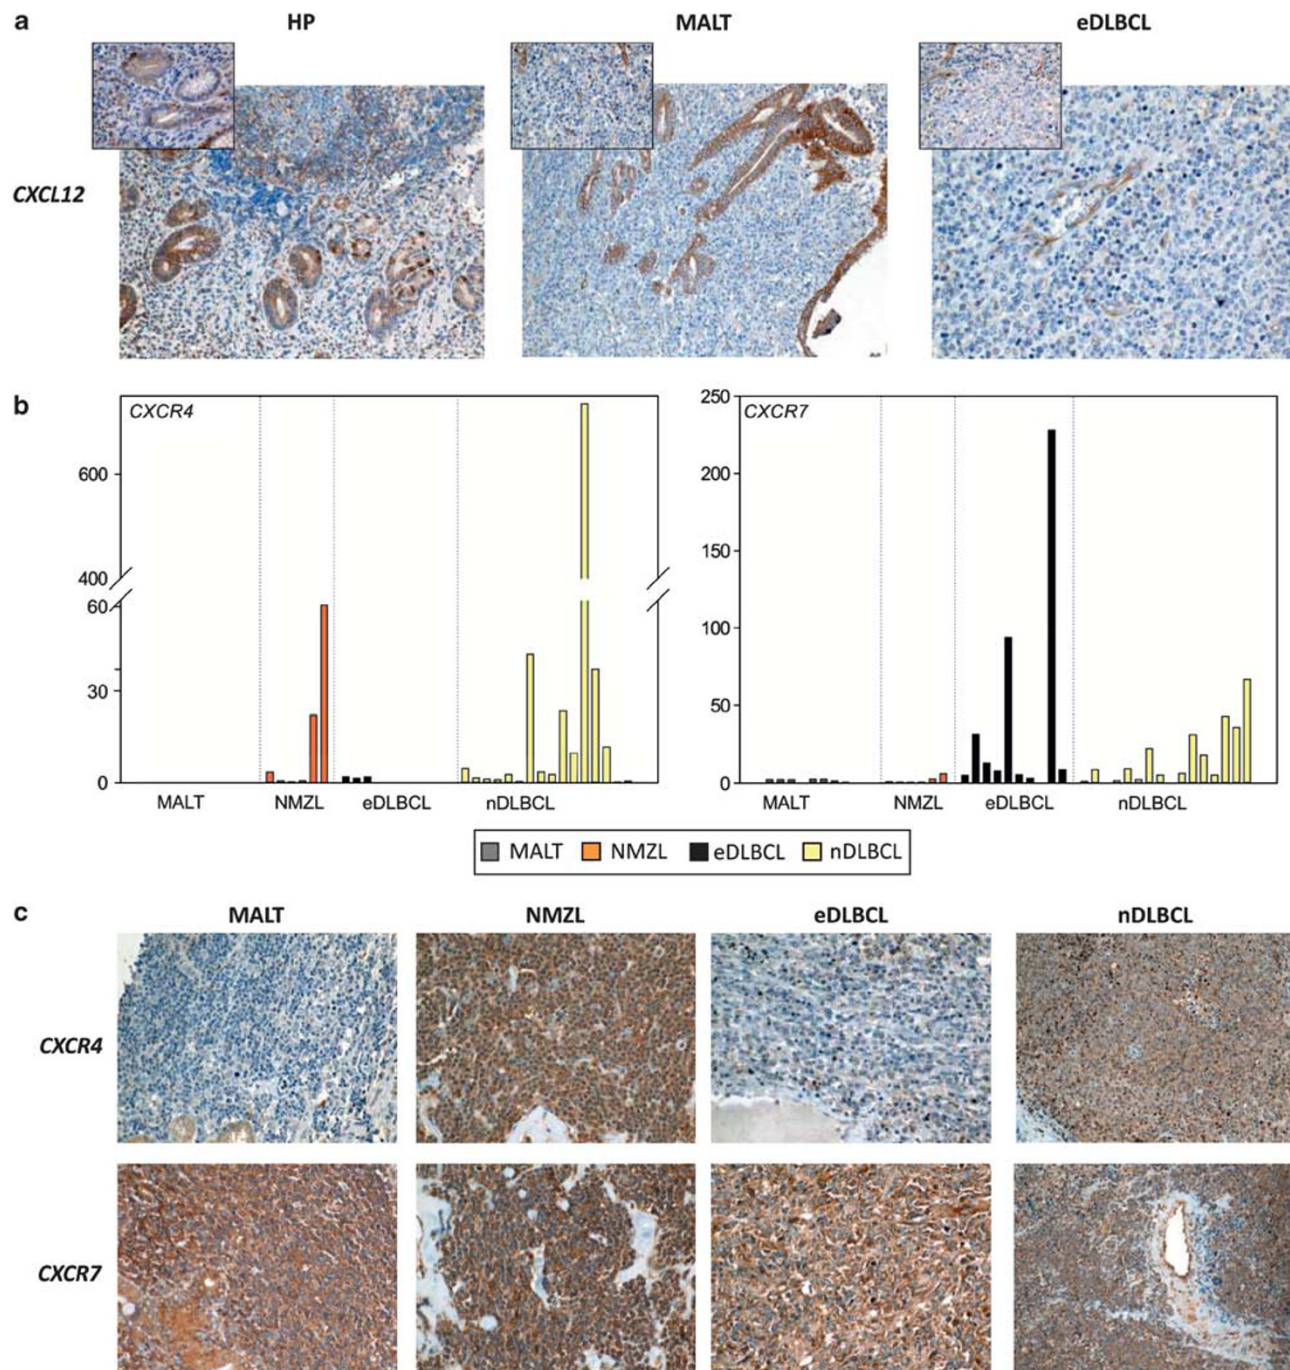 a
HP MALT eDLBCL
CXCL12
b
CXCR4 CXCR7
600
400
60
30
0
250
200
150
100
50
0
MALT NMZL eDLBCL nDLBCL
MALT NMZL eDLBCL nDLBCL
MALT NMZL eDLBCL nDLBCL
c
MALT NMZL eDLBCL nDLBCL
CXCR4
CXCR7